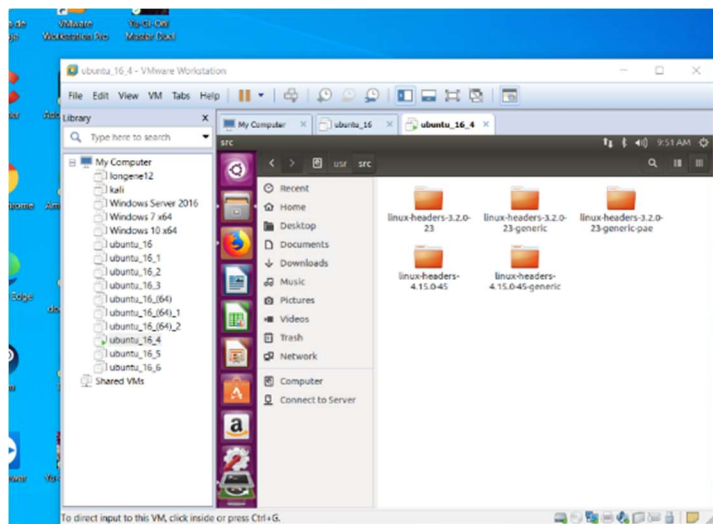 VMware
Workstation Pro
Yu-Gi-Oh!
Master Duel
ubuntu_16_4 - VMware Workstation
File Edit View VM Tabs Help
Library X
Type here to search
My Computer
longene12
kali
Windows Server 2016
Windows 7 x64
Windows 10 x64
ubuntu_16
ubuntu_16_1
ubuntu_16_2
ubuntu_16_3
ubuntu_16_(64)
ubuntu_16_(64)_1
ubuntu_16_(64)_2
ubuntu_16_4
ubuntu_16_5
ubuntu_16_6
Shared VMs
My Computer ubuntu_16 ubuntu_16_4
src 9:51 AM
usr src
Recent
Home
Desktop
Documents
Downloads
Music
Pictures
Videos
Trash
Network
Computer
Connect to Server
linux-headers-3.2.0-
23
linux-headers-3.2.0-
23-generic
linux-headers-3.2.0-
23-generic-pae
linux-headers-
4.15.0-45
linux-headers-
4.15.0-45-generic
Edge
To direct input to this VM, click inside or press Ctrl+G.